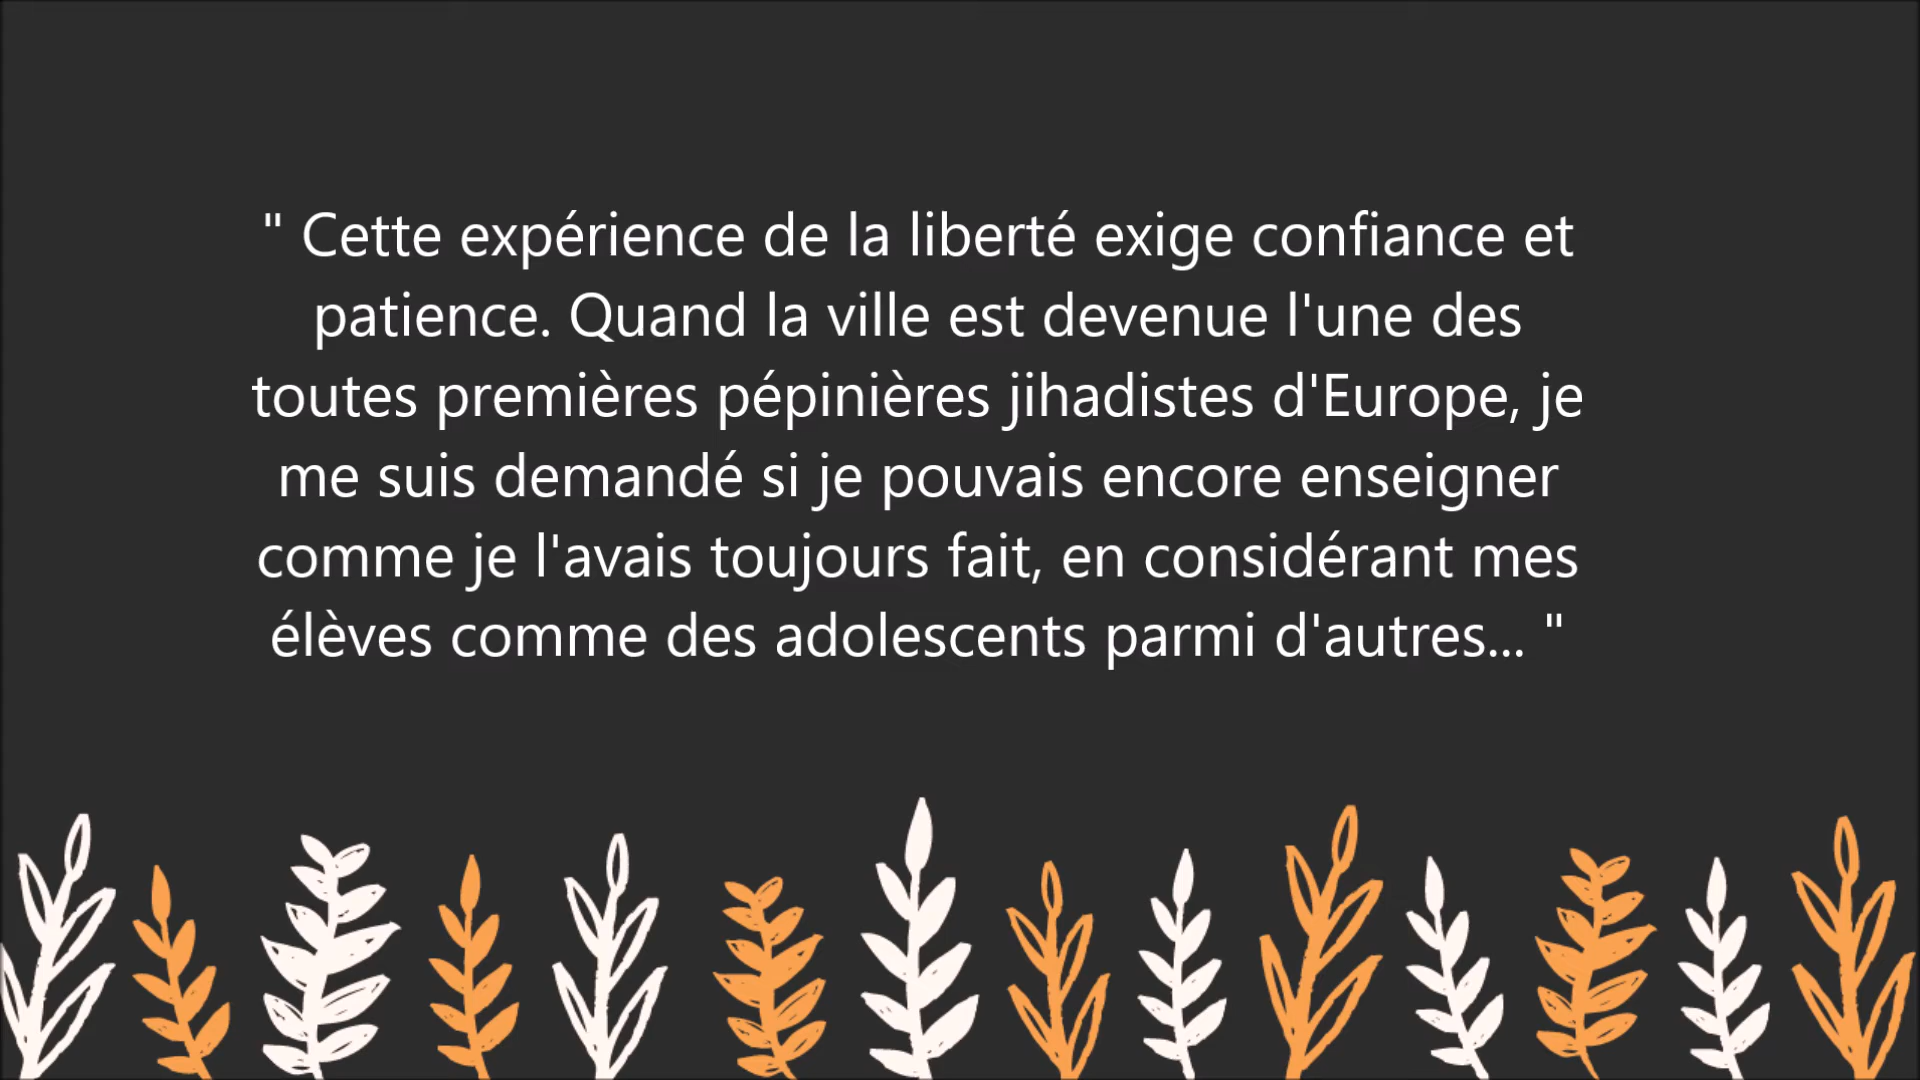 " Cette expérience de la liberté exige confiance et
patience. Quand la ville est devenue l'une des
toutes premières pépinières jihadistes d'Europe, je
me suis demandé si je pouvais encore enseigner
comme je l'avais toujours fait, en considérant mes
élèves comme des adolescents parmi d'autres... "